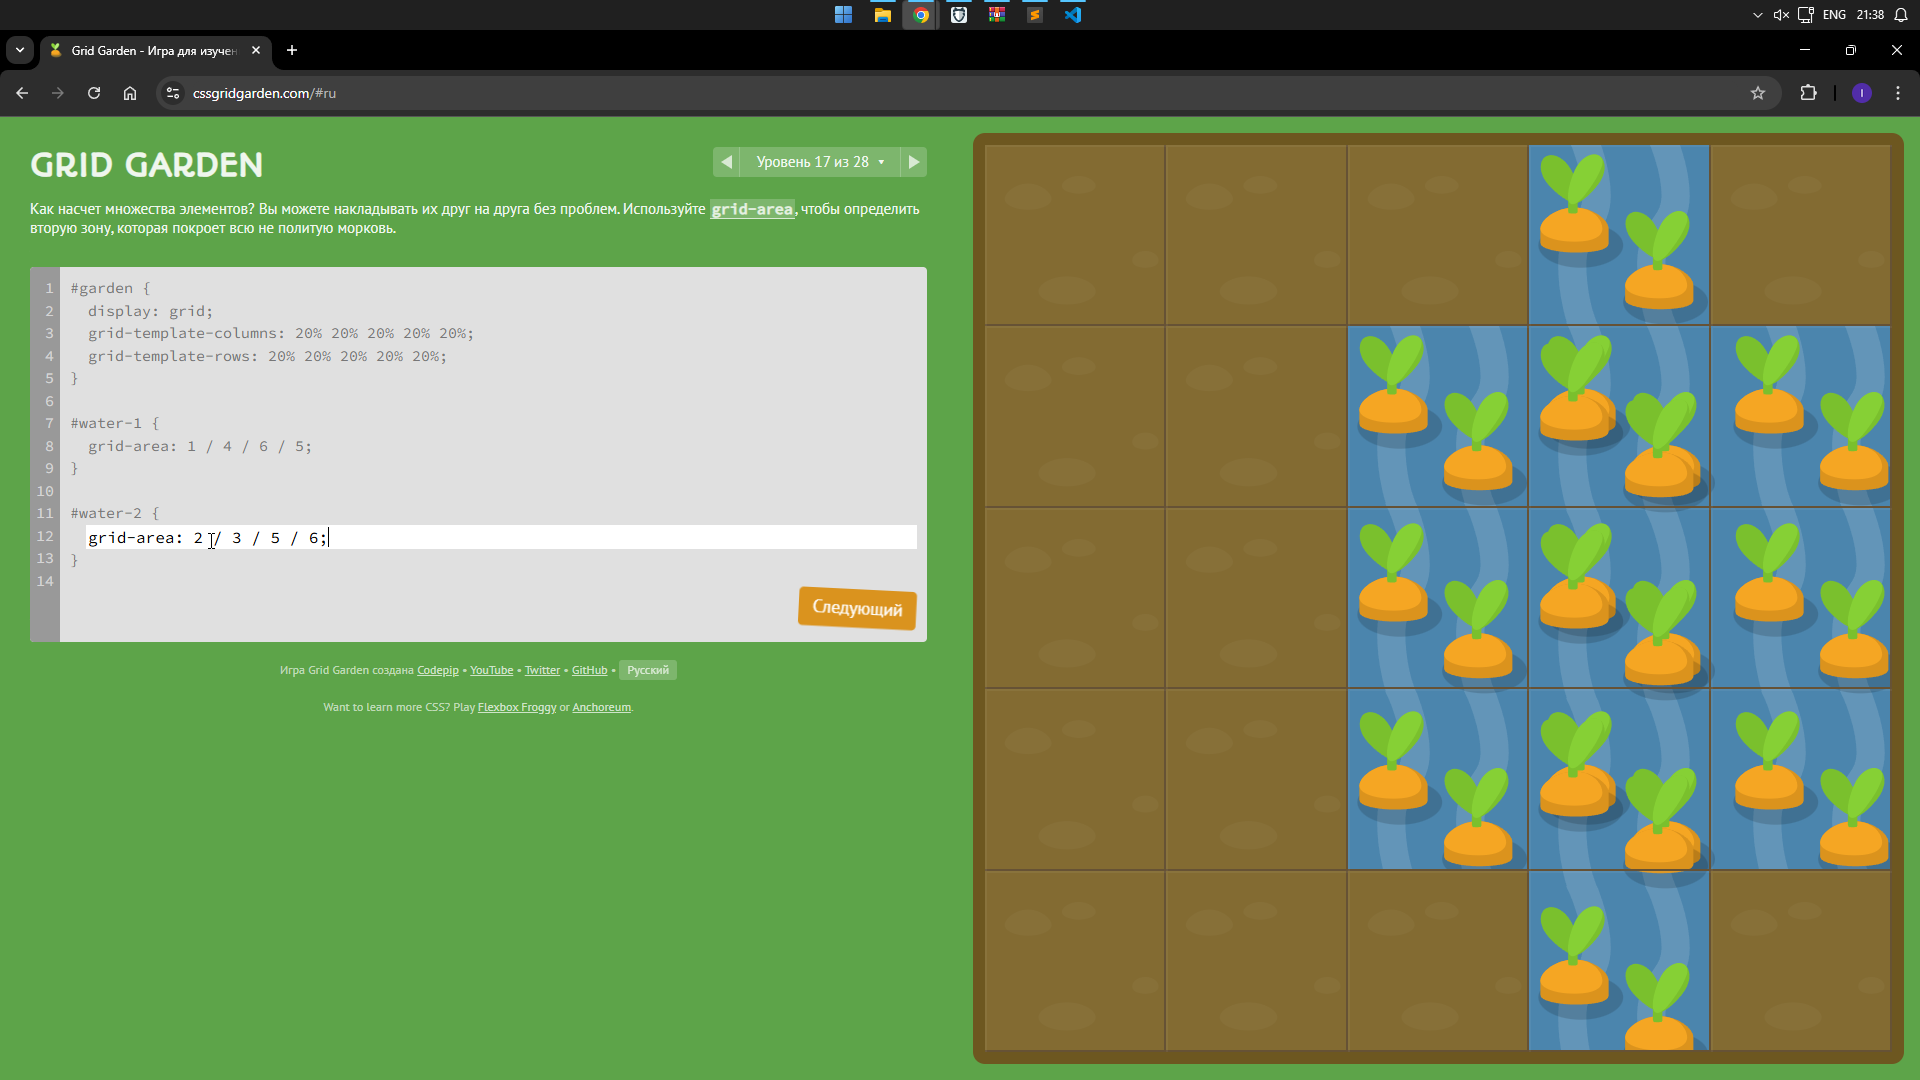 ENG 21:38
Grid Garden - Игра для изучен
cssgridgarden.com/#ru
I
GRID GARDEN
Уровень 17 из 28
Как насчет множества элементов? Вы можете накладывать их друг на друга без проблем. Используйте grid-area, чтобы определить
вторую зону, которая покроет всю не политую морковь.
1 #garden {
2 display: grid;
3 grid-template-columns: 20% 20% 20% 20% 20%;
4 grid-template-rows: 20% 20% 20% 20% 20%;
5 }
6
7 #water-1 {
8 grid-area: 1 / 4 / 6 / 5;
9 }
10
11 #water-2 {
12 grid-area: 2 / 3 / 5 / 6;
13 }
14
Следующий
Игра Grid Garden создана Codepip • YouTube • Twitter • GitHub • Русский
Want to learn more CSS? Play Flexbox Froggy or Anchoreum.